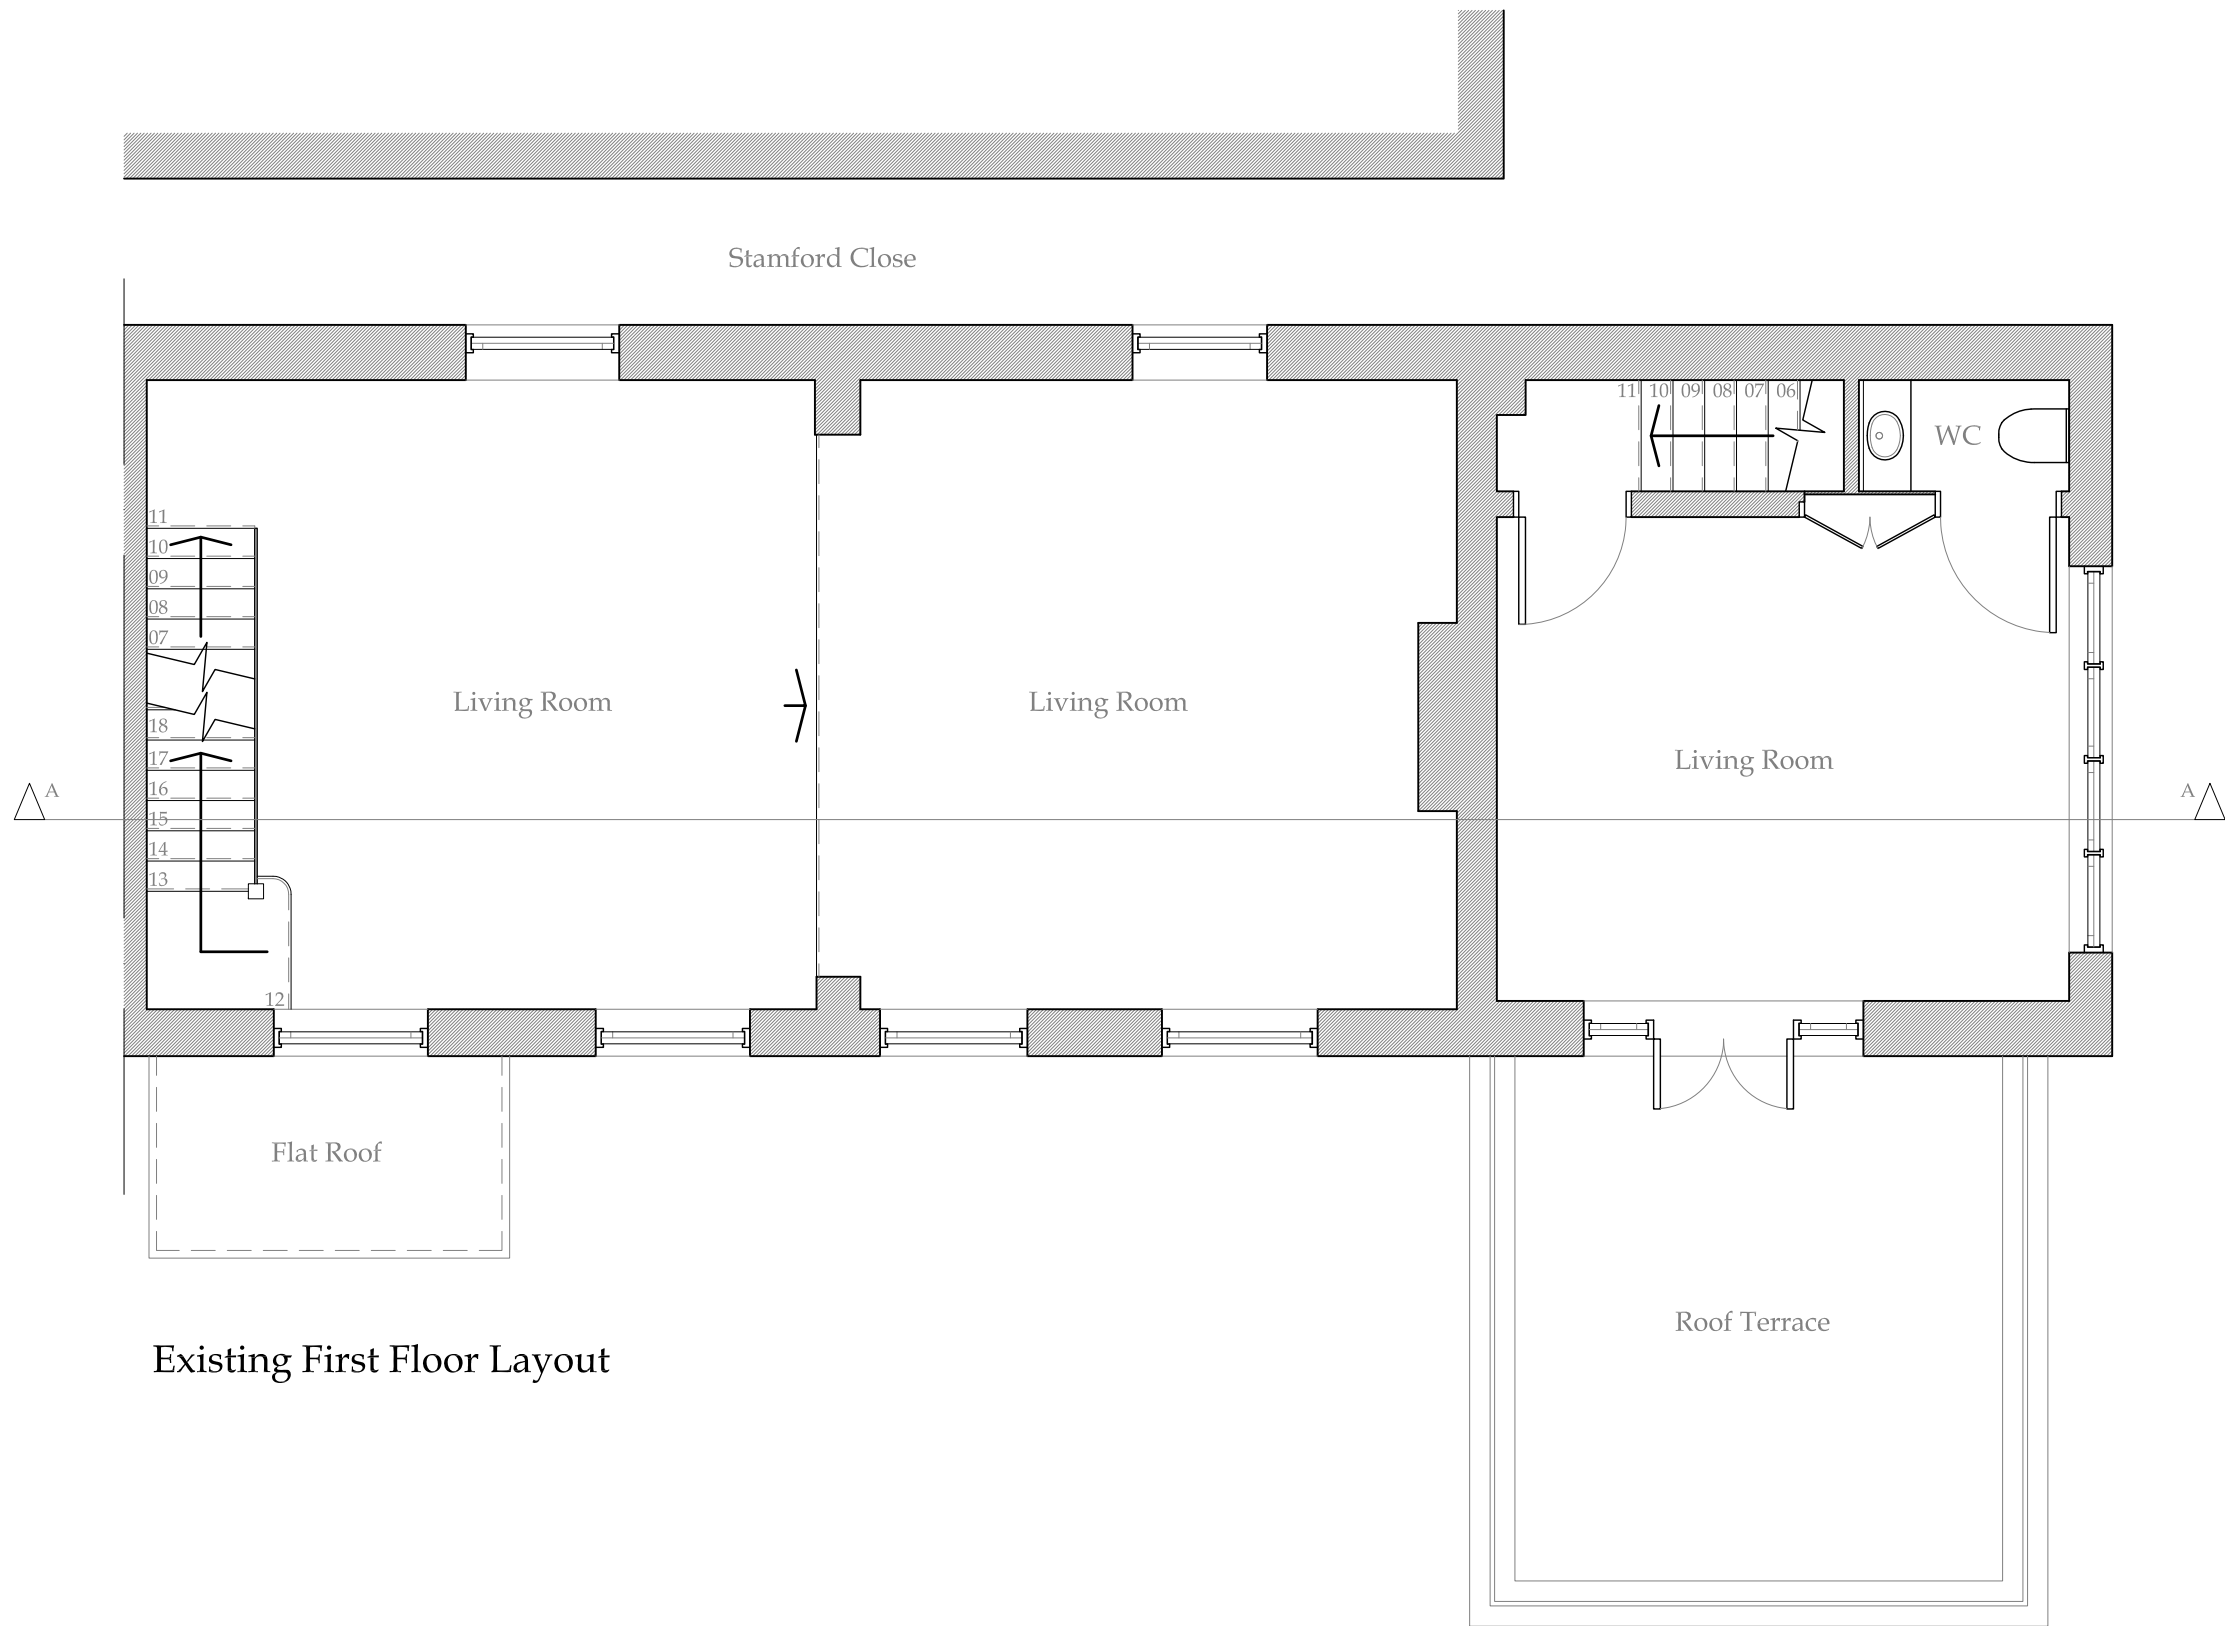 Stamford Close
11 10 09 08 07 06
WC
11
10
09
08
07
18
17
16
15
14
13
12
Living Room
Living Room
Living Room
A
A
Flat Roof
Roof Terrace
Existing First Floor Layout